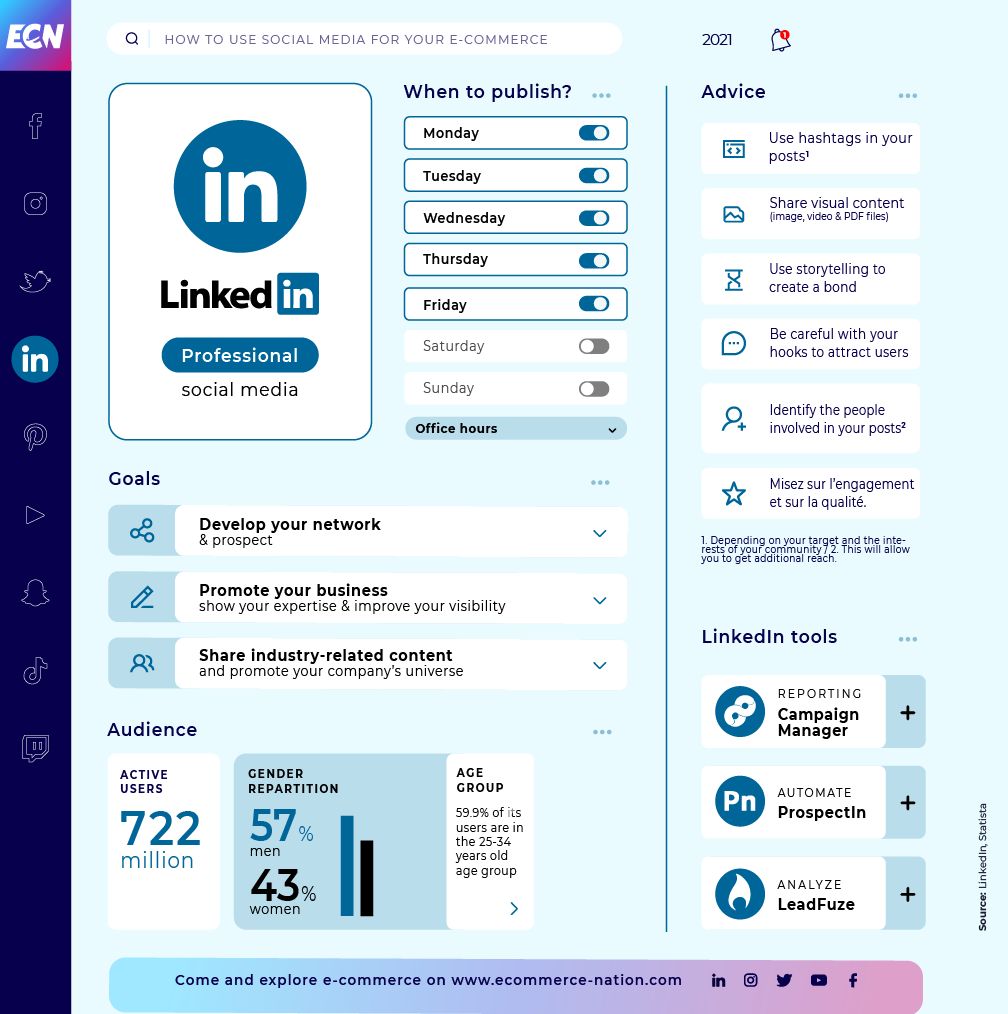 ECN
HOW TO USE SOCIAL MEDIA FOR YOUR E-COMMERCE
2021
1
in
Linked in
Professional
social media
When to publish?
Monday
Tuesday
Wednesday
Thursday
Friday
Saturday
Sunday
Office hours
Goals
Develop your network
& prospect
Promote your business
show your expertise & improve your visibility
Share industry-related content
and promote your company's universe
Audience
ACTIVE
USERS
722
million
GENDER
REPARTITION
57%
men
43%
women
AGE
GROUP
59.9% of its
users are in
the 25-34
years old
age group
Advice
Use hashtags in your
posts¹
Share visual content
(image, video & PDF files)
Use storytelling to
create a bond
Be careful with your
hooks to attract users
Identify the people
involved in your posts²
Misez sur l'engagement
et sur la qualité.
1. Depending on your target and the inte-
rests of your community / 2. This will allow
you to get additional reach.
LinkedIn tools
REPORTING
Campaign
Manager
Pn
AUTOMATE
ProspectIn
ANALYZE
LeadFuze
Source: LinkedIn, Statista
in
Come and explore e-commerce on www.ecommerce-nation.com
in